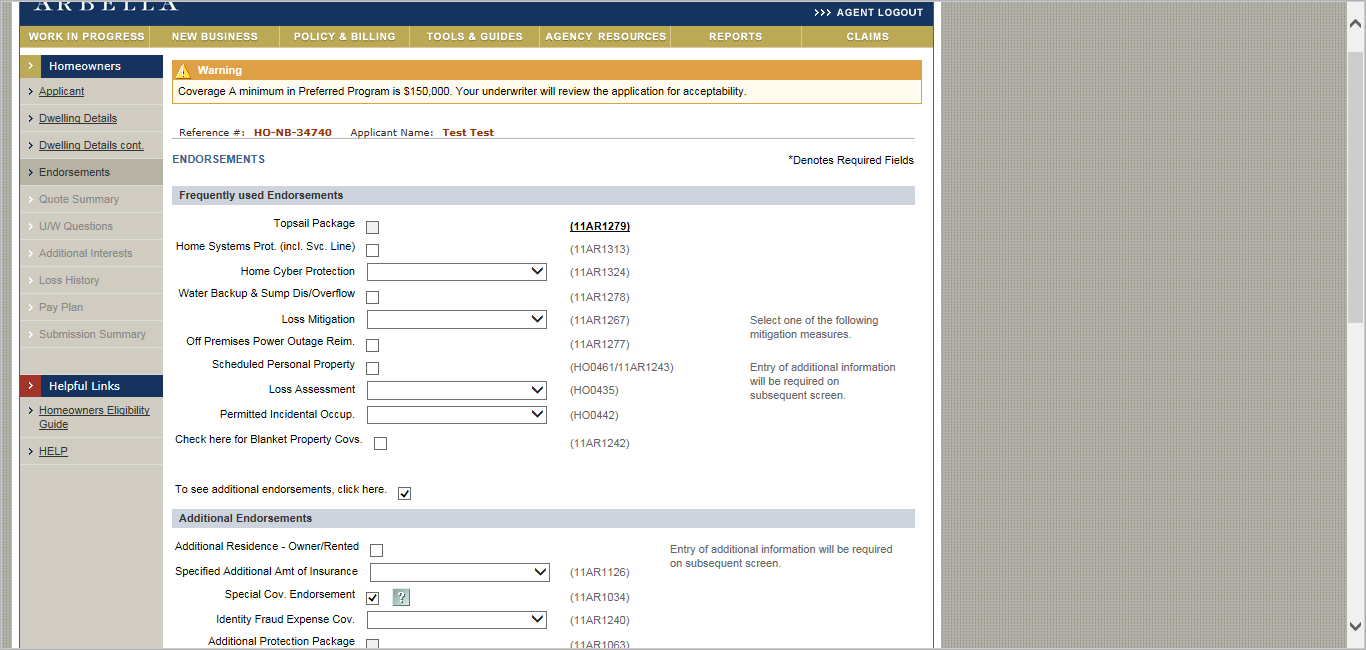 ARBELLA
>>> AGENT LOGOUT
WORK IN PROGRESS NEW BUSINESS POLICY & BILLING TOOLS & GUIDES AGENCY RESOURCES REPORTS CLAIMS
Homeowners
Applicant
Dwelling Details
Dwelling Details cont.
Endorsements
Quote Summary
U/W Questions
Additional Interests
Loss History
Pay Plan
Submission Summary
Helpful Links
Homeowners Eligibility
Guide
HELP
Warning
Coverage A minimum in Preferred Program is $150,000. Your underwriter will review the application for acceptability.
Reference #: HO-NB-34740 Applicant Name: Test Test
ENDORSEMENTS *Denotes Required Fields
Frequently used Endorsements
Topsail Package (11AR1279)
Home Systems Prot. (incl. Svc. Line) (11AR1313)
Home Cyber Protection (11AR1324)
Water Backup & Sump Dis/Overflow (11AR1278)
Loss Mitigation (11AR1267) Select one of the following
mitigation measures.
Off Premises Power Outage Reim. (11AR1277)
Scheduled Personal Property (HO0461/11AR1243) Entry of additional information
will be required on
subsequent screen.
Loss Assessment (HO0435)
Permitted Incidental Occup. (HO0442)
Check here for Blanket Property Covs. (11AR1242)
To see additional endorsements, click here.
Additional Endorsements
Additional Residence - Owner/Rented Entry of additional information will be required
on subsequent screen.
Specified Additional Amt of Insurance (11AR1126)
Special Cov. Endorsement ? (11AR1034)
Identity Fraud Expense Cov. (11AR1240)
Additional Protection Package (11AR1063)